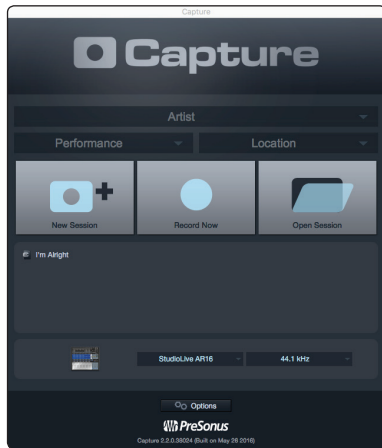 Capture
Capture
Artist
Performance Location
New Session Record Now Open Session
I'm Alright
StudioLive AR16 44.1 kHz
Options
PreSonus
Capture 2.2.0.38024 (Built on May 26 2016)